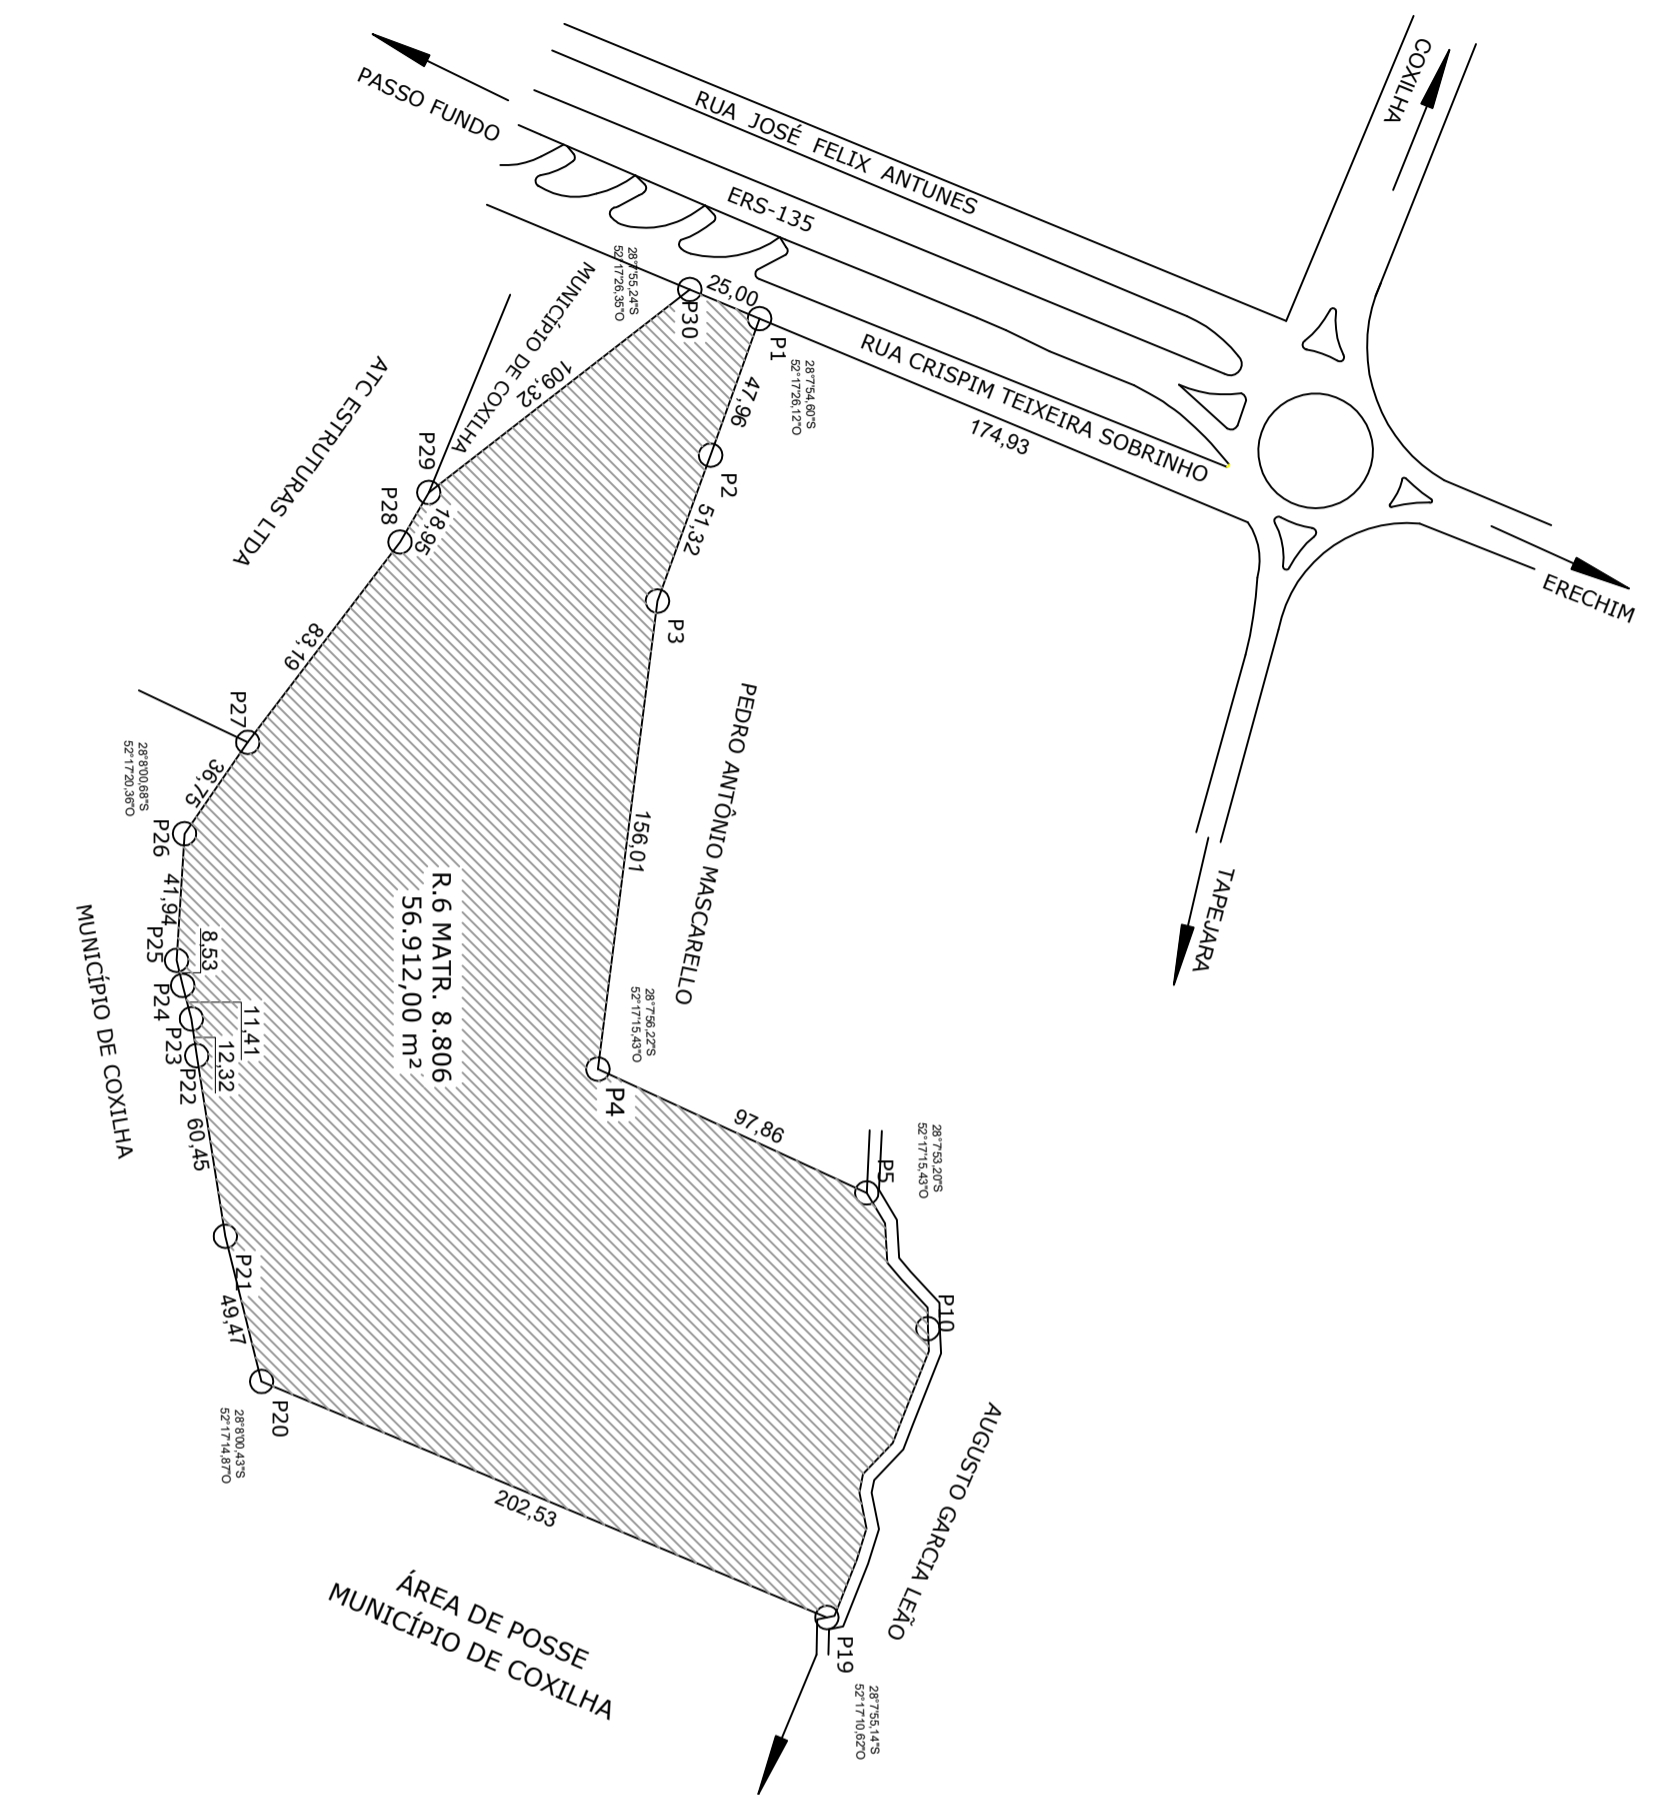 COXILHA
PASSO FUNDO
RUA JOSÉ FELIX ANTUNES
ERS-135
ERECHIM
TAPEJARA
RUA CRISPIM TEIXEIRA SOBRINHO
174,93
25,00
28°7'55,24"S
52°17'26,35"O
P30
P1
28°7'54,60"S
52°17'26,12"O
MUNICÍPIO DE COXILHA
109,32
47,96
P2
51,32
P3
ATC ESTRUTURAS LTDA
P29
18,95
P28
83,19
P27
PEDRO ANTÔNIO MASCARELLO
156,01
28°8'00,68"S
52°17'20,36"O
36,75
P26
41,94
P25
8,53
P24
11,41
P23
12,32
P22
R.6 MATR. 8.806
56.912,00 m²
MUNICÍPIO DE COXILHA
28°7'56,22"S
52°17'15,43"O
P4
97,86
P5
28°7'53,20"S
52°17'15,43"O
60,45
P21
49,47
P20
28°8'00,43"S
52°17'14,87"O
P10
AUGUSTO GARCIA LEÃO
202,53
ÁREA DE POSSE
MUNICÍPIO DE COXILHA
P19
28°7'55,14"S
52°17'10,62"O